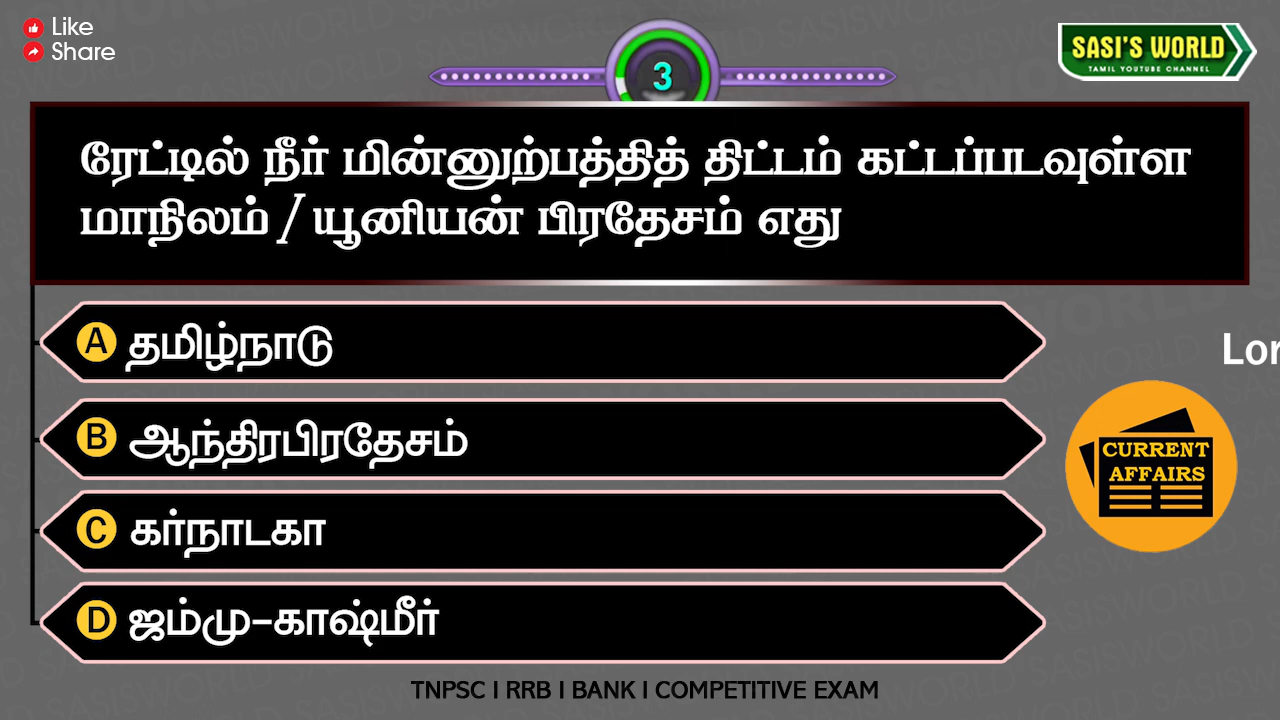 Like
Share
3
SASI'S WORLD
TAMIL YOUTUBE CHANNEL
ரேட்டில் நீர் மின்னுற்பத்தித் திட்டம் கட்டப்படவுள்ள
மாநிலம் / யூனியன் பிரதேசம் எது
A தமிழ்நாடு
B ஆந்திரபிரதேசம்
C கர்நாடகா
D ஜம்மு-காஷ்மீர்
Lor
CURRENT
AFFAIRS
TNPSC I RRB I BANK I COMPETITIVE EXAM